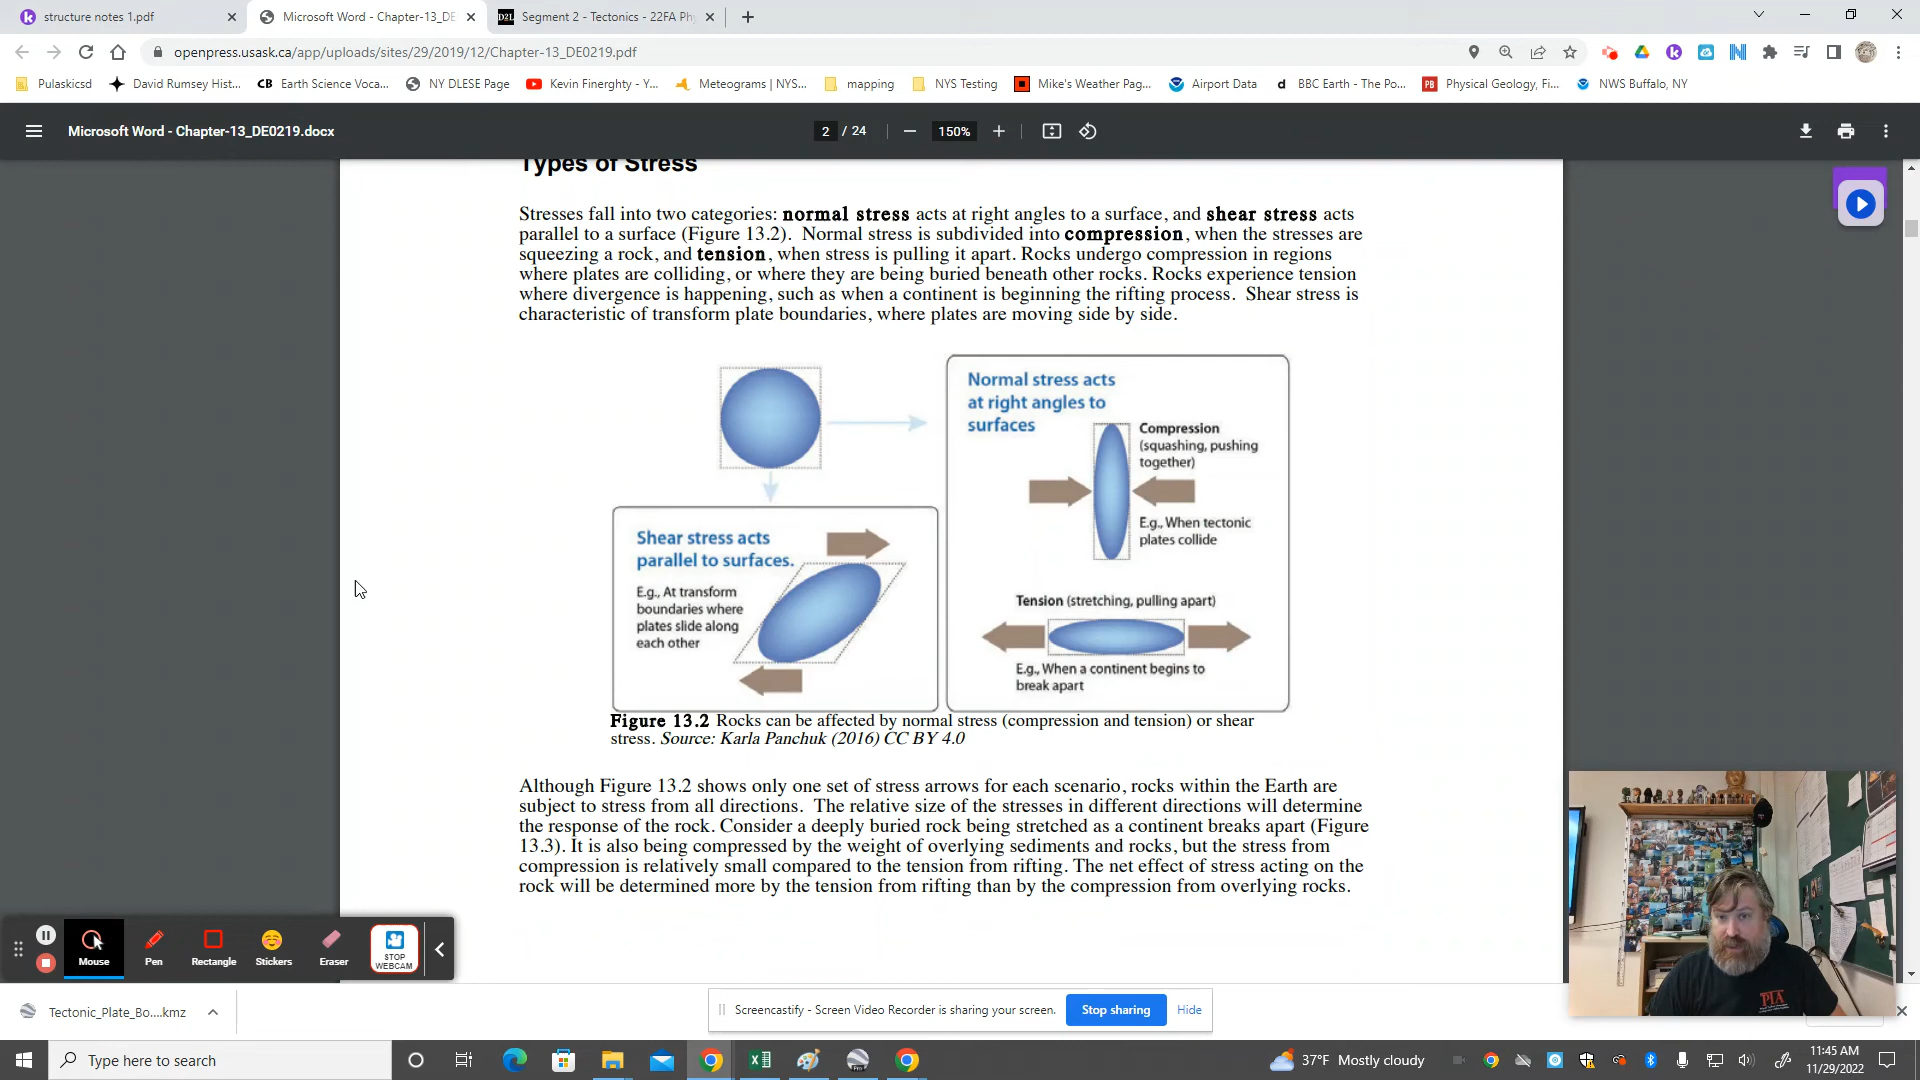 structure notes 1.pdf
Microsoft Word - Chapter-13_DE
Segment 2 - Tectonics - 22FA Ph
openpress.usask.ca/app/uploads/sites/29/2019/12/Chapter-13_DE0219.pdf
Pulaskicsd
David Rumsey Hist...
CB Earth Science Voca...
NY DLESE Page
Kevin Finerghty - Y...
Meteograms | NYS...
mapping
NYS Testing
Mike's Weather Pag...
Airport Data
d BBC Earth - The Po...
PB Physical Geology, Fi...
NWS Buffalo, NY
Microsoft Word - Chapter-13_DE0219.docx
2 / 24
150%
Types of Stress
Stresses fall into two categories: normal stress acts at right angles to a surface, and shear stress acts
parallel to a surface (Figure 13.2). Normal stress is subdivided into compression, when the stresses are
squeezing a rock, and tension, when stress is pulling it apart. Rocks undergo compression in regions
where plates are colliding, or where they are being buried beneath other rocks. Rocks experience tension
where divergence is happening, such as when a continent is beginning the rifting process. Shear stress is
characteristic of transform plate boundaries, where plates are moving side by side.
Normal stress acts
at right angles to
surfaces
Compression
(squashing, pushing
together)
E.g., When tectonic
plates collide
Shear stress acts
parallel to surfaces.
E.g., At transform
boundaries where
plates slide along
each other
Tension (stretching, pulling apart)
E.g., When a continent begins to
break apart
Figure 13.2 Rocks can be affected by normal stress (compression and tension) or shear
stress. Source: Karla Panchuk (2016) CC BY 4.0
Although Figure 13.2 shows only one set of stress arrows for each scenario, rocks within the Earth are
subject to stress from all directions. The relative size of the stresses in different directions will determine
the response of the rock. Consider a deeply buried rock being stretched as a continent breaks apart (Figure
13.3). It is also being compressed by the weight of overlying sediments and rocks, but the stress from
compression is relatively small compared to the tension from rifting. The net effect of stress acting on the
rock will be determined more by the tension from rifting than by the compression from overlying rocks.
Mouse
Pen
Rectangle
Stickers
Eraser
STOP
WEBCAM
Tectonic_Plate_Bo....kmz
Screencastify - Screen Video Recorder is sharing your screen.
Stop sharing
Hide
Type here to search
37°F Mostly cloudy
11:45 AM
11/29/2022